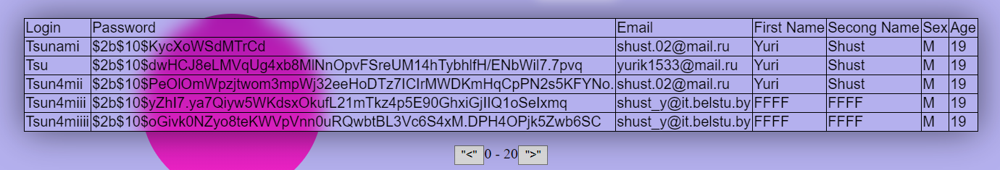 Login Password Email First Name Secong Name Sex Age
Tsunami $2b$10$KycXoWSdMTrCd shust.02@mail.ru Yuri Shust M 19
Tsu $2b$10$dwHCJ8eLMVqUg4xb8MlNnOpvFSreUM14hTybhlfH/ENbWil7.7pvq yurik1533@mail.ru Yuri Shust M 19
Tsun4mii $2b$10$PeOlOmWpzjtwom3mpWj32eeHoDTz7ICIrMWDKmHqCpPN2s5KFYNo. shust.02@mail.ru Yuri Shust M 19
Tsun4miii $2b$10$yZhI7.ya7Qiyw5WKdsxOkufL21mTkz4p5E90GhxiGjIIQ1oSeIxmq shust_y@it.belstu.by FFFF FFFF M 19
Tsun4miiii $2b$10$oGivk0NZyo8teKWVpVnn0uRQwbtBL3Vc6S4xM.DPH4OPjk5Zwb6SC shust_y@it.belstu.by FFFF FFFF M 19
"<" 0 - 20 ">"